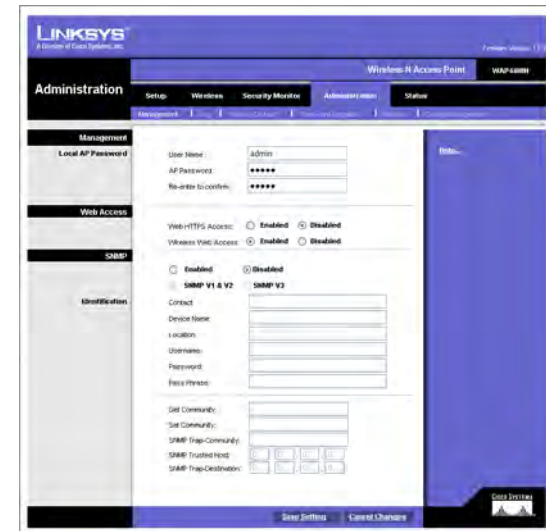 LINKSYS®
A Division of Cisco Systems, Inc.
Wireless-N Access Point
Administration
Setup Wireless Security Monitor Administration Status
Management
Management
Local AP Password
User Name:
admin
Help...
AP Password:
•••••
Re-enter to confirm:
•••••
Web Access
Web HTTPS Access: Enabled Disabled
Wireless Web Access: Enabled Disabled
SNMP
Enabled Disabled
SNMP V1 & V2 SNMP V3
Identification
Contact:
Device Name:
Location:
Username:
Password:
Pass Phrase:
Get Community:
Set Community:
SNMP Trap-Community:
SNMP Trusted Host:
SNMP Trap-Destination:
Save Settings Cancel Changes
Cisco Systems